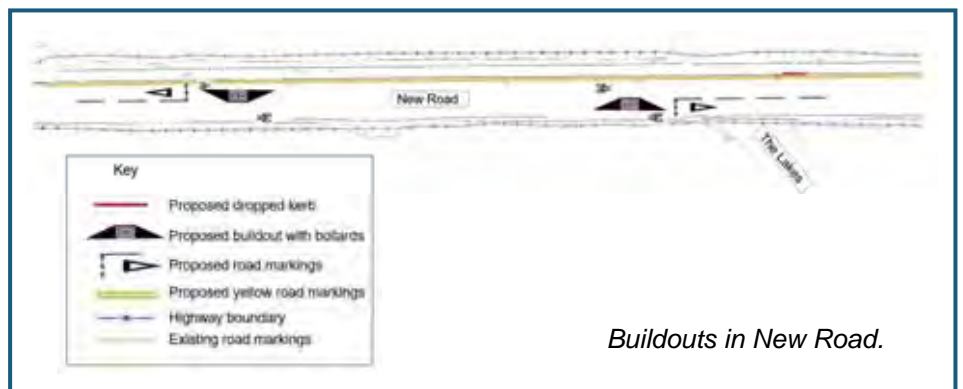 New Road
The Lakes
Key
Proposed dropped kerb
Proposed buildout with bollards
Proposed road markings
Proposed yellow road markings
Highway boundary
Existing road markings
Buildouts in New Road.